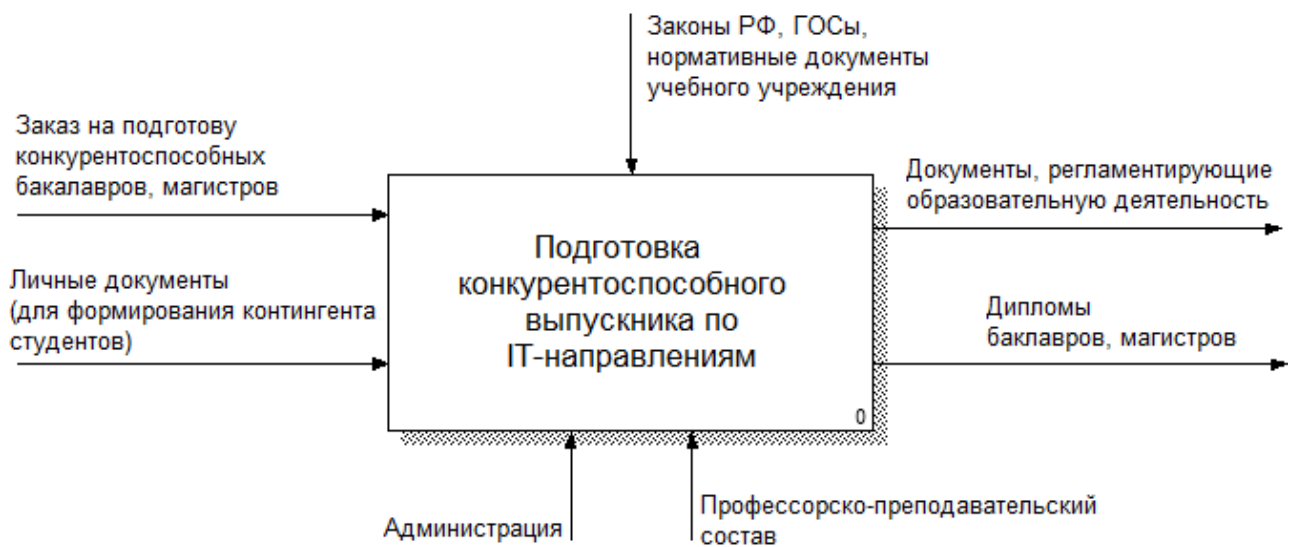 Законы РФ, ГОСы,
нормативные документы
учебного учреждения
Заказ на подготову
конкурентоспособных
бакалавров, магистров
Документы, регламентирующие
образовательную деятельность
Подготовка
конкурентоспособного
выпускника по
IT-направлениям
Личные документы
(для формирования контингента
студентов)
Дипломы
баклавров, магистров
0
Администрация
Профессорско-преподавательский
состав